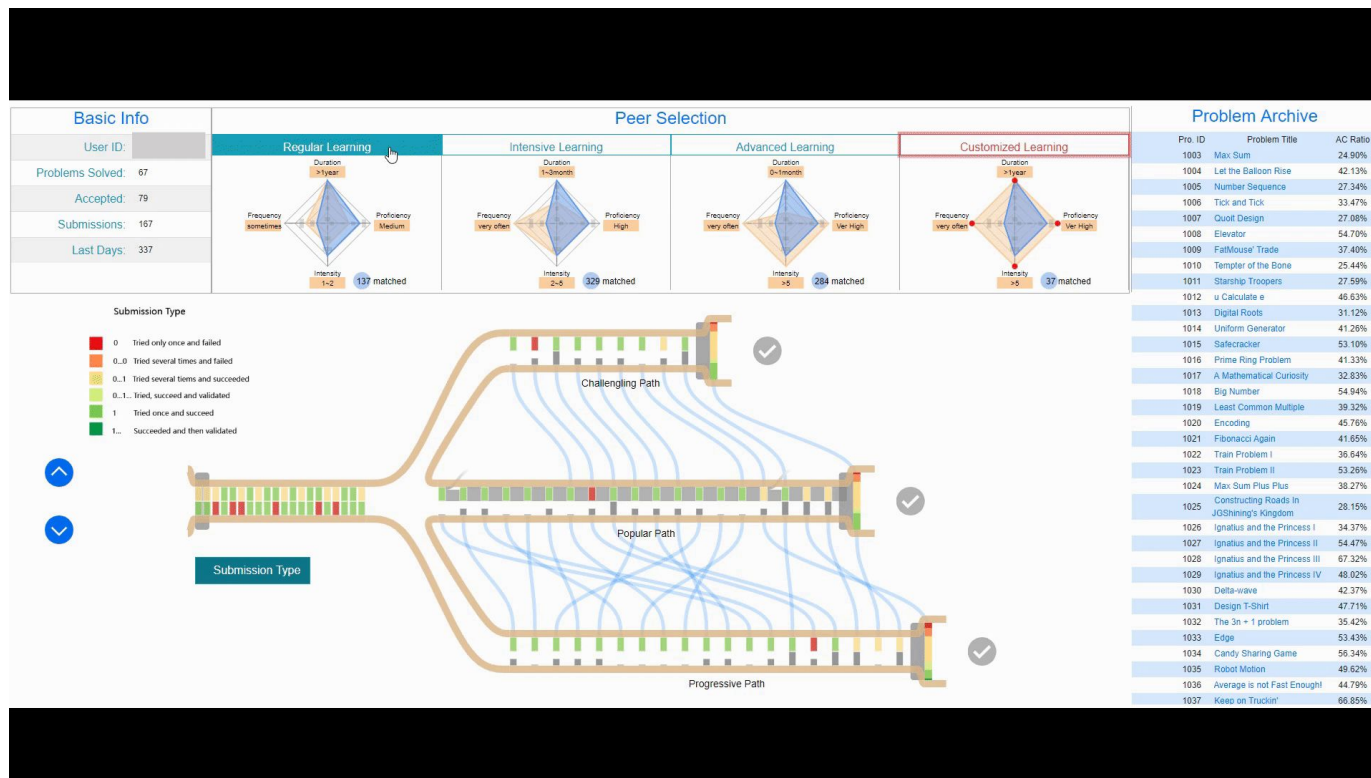 Basic Info
User ID:
Problems Solved: 67
Accepted: 79
Submissions: 167
Last Days: 337
Peer Selection
Regular Learning
Duration
>1year
Frequency
sometimes
Proficiency
Medium
Intensity
1~2
137 matched
Intensive Learning
Duration
1~3month
Frequency
very often
Proficiency
High
Intensity
2~5
329 matched
Advanced Learning
Duration
0~1month
Frequency
very often
Proficiency
Ver High
Intensity
>5
284 matched
Customized Learning
Duration
>1year
Frequency
very often
Proficiency
Ver High
Intensity
>5
37 matched
Submission Type
0 Tried only once and failed
0...0 Tried several times and failed
0...1 Tried several tiems and succeeded
0...1... Tried, succeed and validated
1 Tried once and succeed
1... Succeeded and then validated
Challengling Path
Popular Path
Submission Type
Progressive Path
Problem Archive
Pro. ID Problem Title AC Ratio
1003 Max Sum 24.90%
1004 Let the Balloon Rise 42.13%
1005 Number Sequence 27.34%
1006 Tick and Tick 33.47%
1007 Quoit Design 27.08%
1008 Elevator 54.70%
1009 FatMouse' Trade 37.40%
1010 Tempter of the Bone 25.44%
1011 Starship Troopers 27.59%
1012 u Calculate e 46.63%
1013 Digital Roots 31.12%
1014 Uniform Generator 41.26%
1015 Safecracker 53.10%
1016 Prime Ring Problem 41.33%
1017 A Mathematical Curiosity 32.83%
1018 Big Number 54.94%
1019 Least Common Multiple 39.32%
1020 Encoding 45.76%
1021 Fibonacci Again 41.65%
1022 Train Problem I 36.64%
1023 Train Problem II 53.26%
1024 Max Sum Plus Plus 38.27%
1025 Constructing Roads In JGShining's Kingdom 28.15%
1026 Ignatius and the Princess I 34.37%
1027 Ignatius and the Princess II 54.47%
1028 Ignatius and the Princess III 67.32%
1029 Ignatius and the Princess IV 48.02%
1030 Delta-wave 42.37%
1031 Design T-Shirt 47.71%
1032 The 3n + 1 problem 35.42%
1033 Edge 53.43%
1034 Candy Sharing Game 56.34%
1035 Robot Motion 49.62%
1036 Average is not Fast Enough! 44.79%
1037 Keep on Truckin' 66.85%